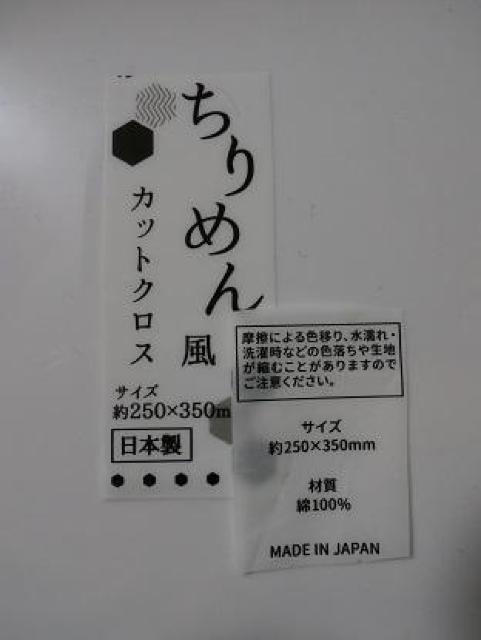 ちりめん風
カットクロス
サイズ
約250×350m
日本製
摩擦による色移り、水濡れ・
洗濯時などの色落ちや生地
が縮むことがありますので
ご注意ください。
サイズ
約250×350mm
材質
綿100%
MADE IN JAPAN